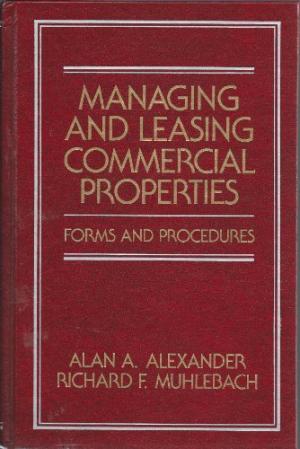 MANAGING
AND LEASING
COMMERCIAL
PROPERTIES
FORMS AND PROCEDURES
ALAN A. ALEXANDER
RICHARD F. MUHLEBACH